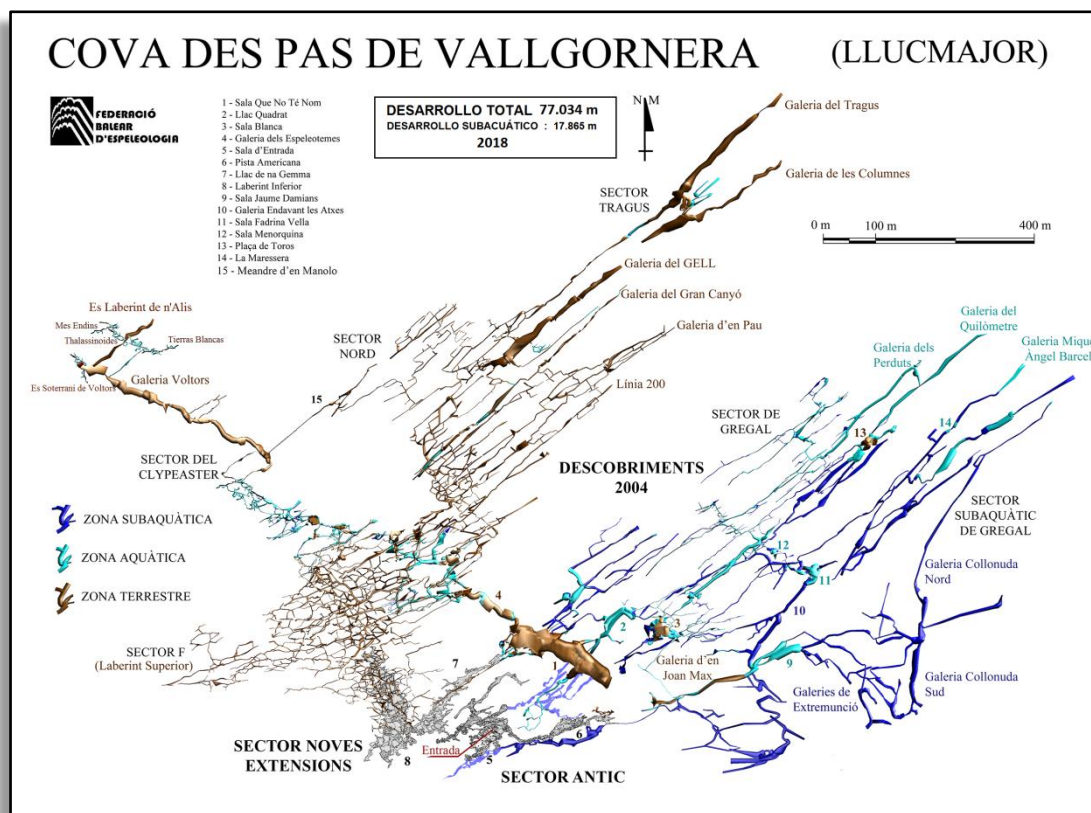 COVA DES PAS DE VALLGORNERA (LLUCMAJOR)
FEDERACIÓ
BALEAR
D'ESPELEOLOGIA
1 - Sala Que No Té Nom
2 - Llac Quadrat
3 - Sala Blanca
4 - Galeria dels Espeleotemes
5 - Sala d'Entrada
6 - Pista Americana
7 - Llac de na Gemma
8 - Laberint Inferior
9 - Sala Jaume Damians
10 - Galeria Endavant les Atxes
11 - Sala Fadrina Vella
12 - Sala Menorquina
13 - Plaça de Toros
14 - La Maressera
15 - Meandre d'en Manolo
DESARROLLO TOTAL 77.034 m
DESARROLLO SUBACUÁTICO : 17.865 m
2018
N M
Galeria del Tragus
Galeria de les Columnes
SECTOR
TRAGUS
0 m 100 m 400 m
Galeria del GELL
Galeria del Gran Canyó
Galeria d'en Pau
Línia 200
SECTOR
NORD
15
Es Laberint de n'Alis
Mes Endins
Thalassinoides
Tierras Blancas
Es Soterrani de Voltors
Galeria Voltors
SECTOR DEL
CLYPEASTER
Galeria del
Quilòmetre
Galeria dels
Perduts
Galeria Mique
Àngel Barcel
SECTOR DE
GREGAL
13
14
DESCOBRIMENTS
2004
SECTOR
SUBAQUÀTIC
DE GREGAL
ZONA SUBAQUÀTICA
ZONA AQUÀTICA
ZONA TERRESTRE
12
11
10
Galeria Collonuda
Nord
4
2
3
1
9
7
SECTOR F
(Laberint Superior)
Galeria d'en
Joan Max
Galeries de
Extremunció
Galeria Collonuda
Sud
SECTOR NOVES
EXTENSIONS
8
Entrada
5
6
SECTOR ANTIC